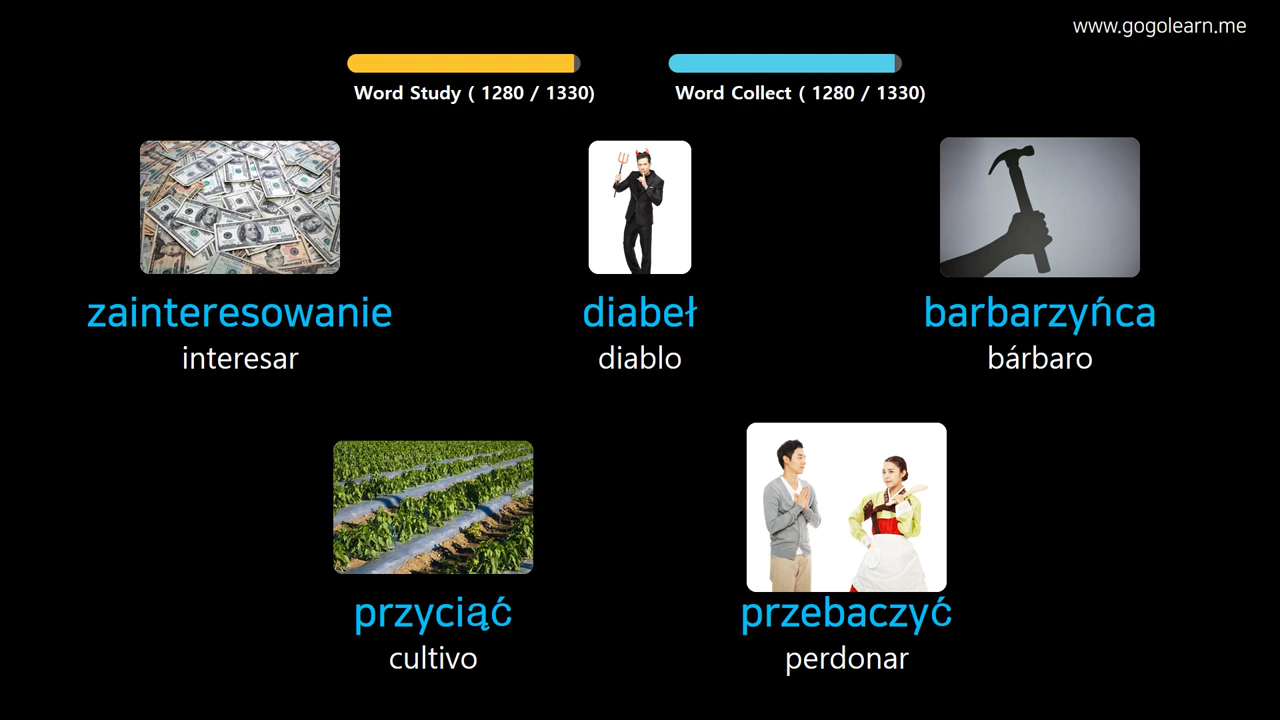 www.gogolearn.me
Word Study ( 1280 / 1330)
Word Collect ( 1280 / 1330)
zainteresowanie
interesar
diabeł
diablo
barbarzyńca
bárbaro
przyciąć
cultivo
przebaczyć
perdonar